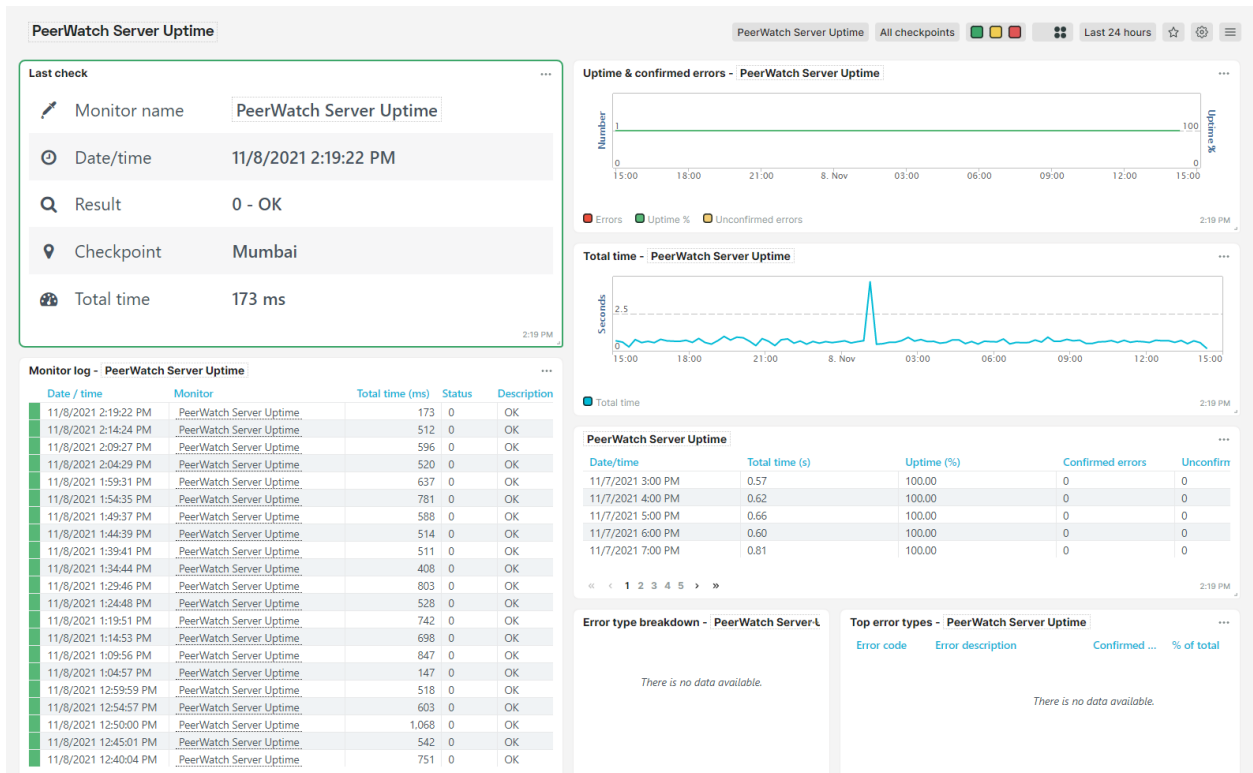 PeerWatch Server Uptime
PeerWatch Server Uptime All checkpoints Last 24 hours
Last check
Monitor name PeerWatch Server Uptime
Date/time 11/8/2021 2:19:22 PM
Result 0 - OK
Checkpoint Mumbai
Total time 173 ms
2:19 PM
Monitor log - PeerWatch Server Uptime
Date / time Monitor Total time (ms) Status Description
11/8/2021 2:19:22 PM PeerWatch Server Uptime 173 0 OK
11/8/2021 2:14:24 PM PeerWatch Server Uptime 512 0 OK
11/8/2021 2:09:27 PM PeerWatch Server Uptime 596 0 OK
11/8/2021 2:04:29 PM PeerWatch Server Uptime 520 0 OK
11/8/2021 1:59:31 PM PeerWatch Server Uptime 637 0 OK
11/8/2021 1:54:35 PM PeerWatch Server Uptime 781 0 OK
11/8/2021 1:49:37 PM PeerWatch Server Uptime 588 0 OK
11/8/2021 1:44:39 PM PeerWatch Server Uptime 514 0 OK
11/8/2021 1:39:41 PM PeerWatch Server Uptime 511 0 OK
11/8/2021 1:34:44 PM PeerWatch Server Uptime 408 0 OK
11/8/2021 1:29:46 PM PeerWatch Server Uptime 803 0 OK
11/8/2021 1:24:48 PM PeerWatch Server Uptime 528 0 OK
11/8/2021 1:19:51 PM PeerWatch Server Uptime 742 0 OK
11/8/2021 1:14:53 PM PeerWatch Server Uptime 698 0 OK
11/8/2021 1:09:56 PM PeerWatch Server Uptime 847 0 OK
11/8/2021 1:04:57 PM PeerWatch Server Uptime 147 0 OK
11/8/2021 12:59:59 PM PeerWatch Server Uptime 518 0 OK
11/8/2021 12:54:57 PM PeerWatch Server Uptime 603 0 OK
11/8/2021 12:50:00 PM PeerWatch Server Uptime 1.068 0 OK
11/8/2021 12:45:01 PM PeerWatch Server Uptime 542 0 OK
11/8/2021 12:40:04 PM PeerWatch Server Uptime 751 0 OK
Uptime & confirmed errors - PeerWatch Server Uptime
Number
1 100
0 0
Uptime %
15:00 18:00 21:00 8. Nov 03:00 06:00 09:00 12:00 15:00
Errors Uptime % Unconfirmed errors
2:19 PM
Total time - PeerWatch Server Uptime
Seconds
2.5
0
15:00 18:00 21:00 8. Nov 03:00 06:00 09:00 12:00 15:00
Total time
2:19 PM
PeerWatch Server Uptime
Date/time Total time (s) Uptime (%) Confirmed errors Unconfirm
11/7/2021 3:00 PM 0.57 100.00 0 0
11/7/2021 4:00 PM 0.62 100.00 0 0
11/7/2021 5:00 PM 0.66 100.00 0 0
11/7/2021 6:00 PM 0.60 100.00 0 0
11/7/2021 7:00 PM 0.81 100.00 0 0
« ‹ 1 2 3 4 5 › »
2:19 PM
Error type breakdown - PeerWatch Server U
There is no data available.
Top error types - PeerWatch Server Uptime
Error code Error description Confirmed ... % of total
There is no data available.